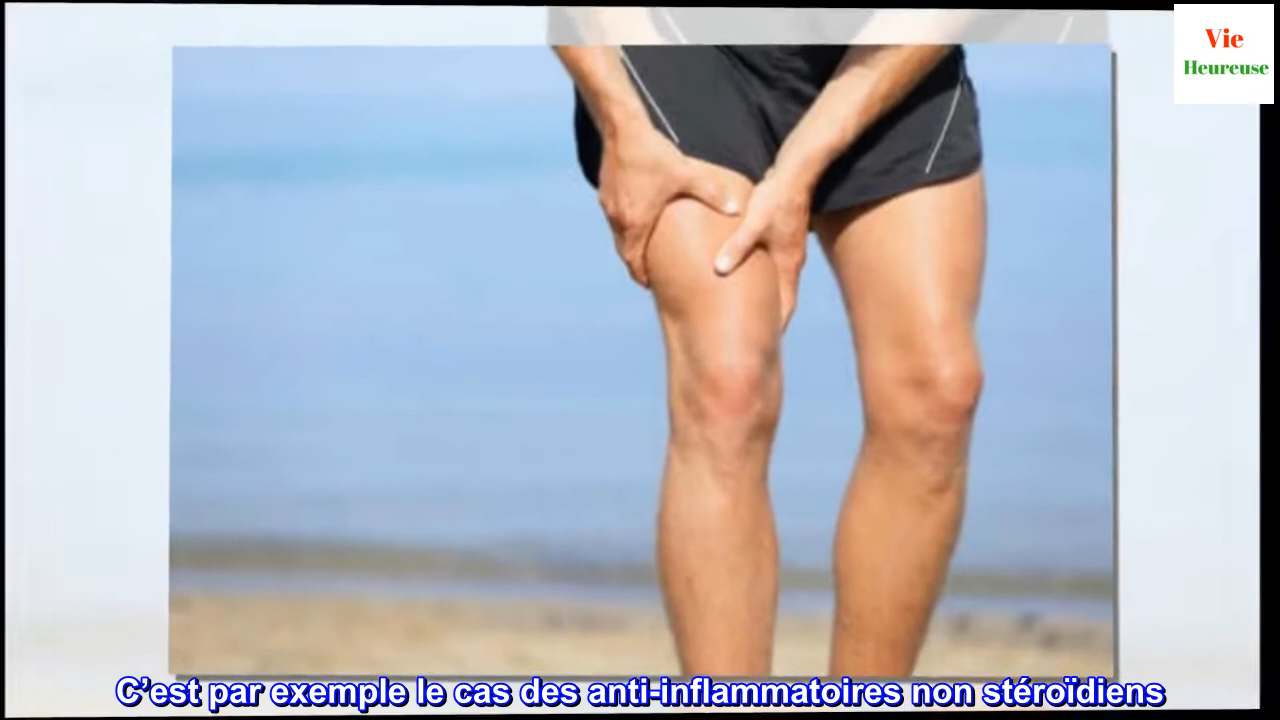 Vie
Heureuse
C'est par exemple le cas des anti-inflammatoires non stéroïdiens